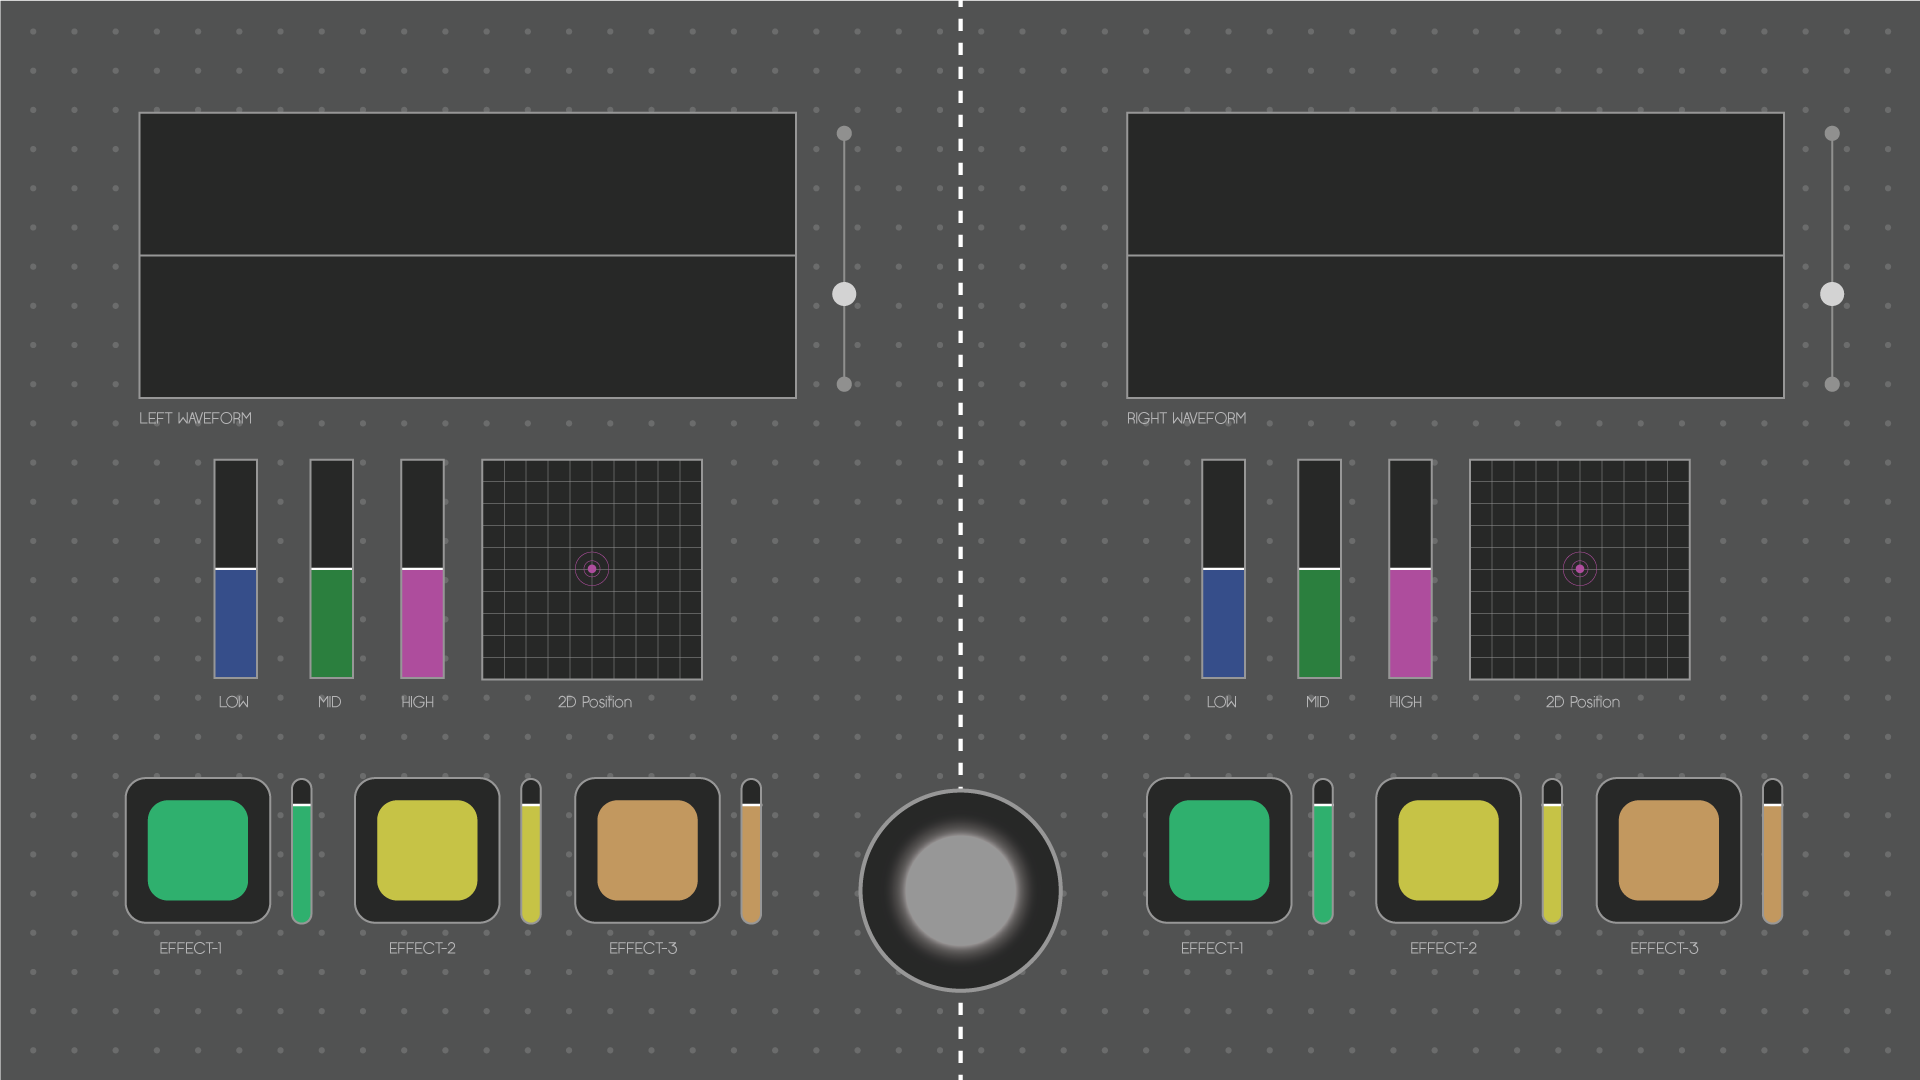 LEFT WAVEFORM
RIGHT WAVEFORM
LOW
MID
HIGH
2D Position
LOW
MID
HIGH
2D Position
EFFECT-1
EFFECT-2
EFFECT-3
EFFECT-1
EFFECT-2
EFFECT-3